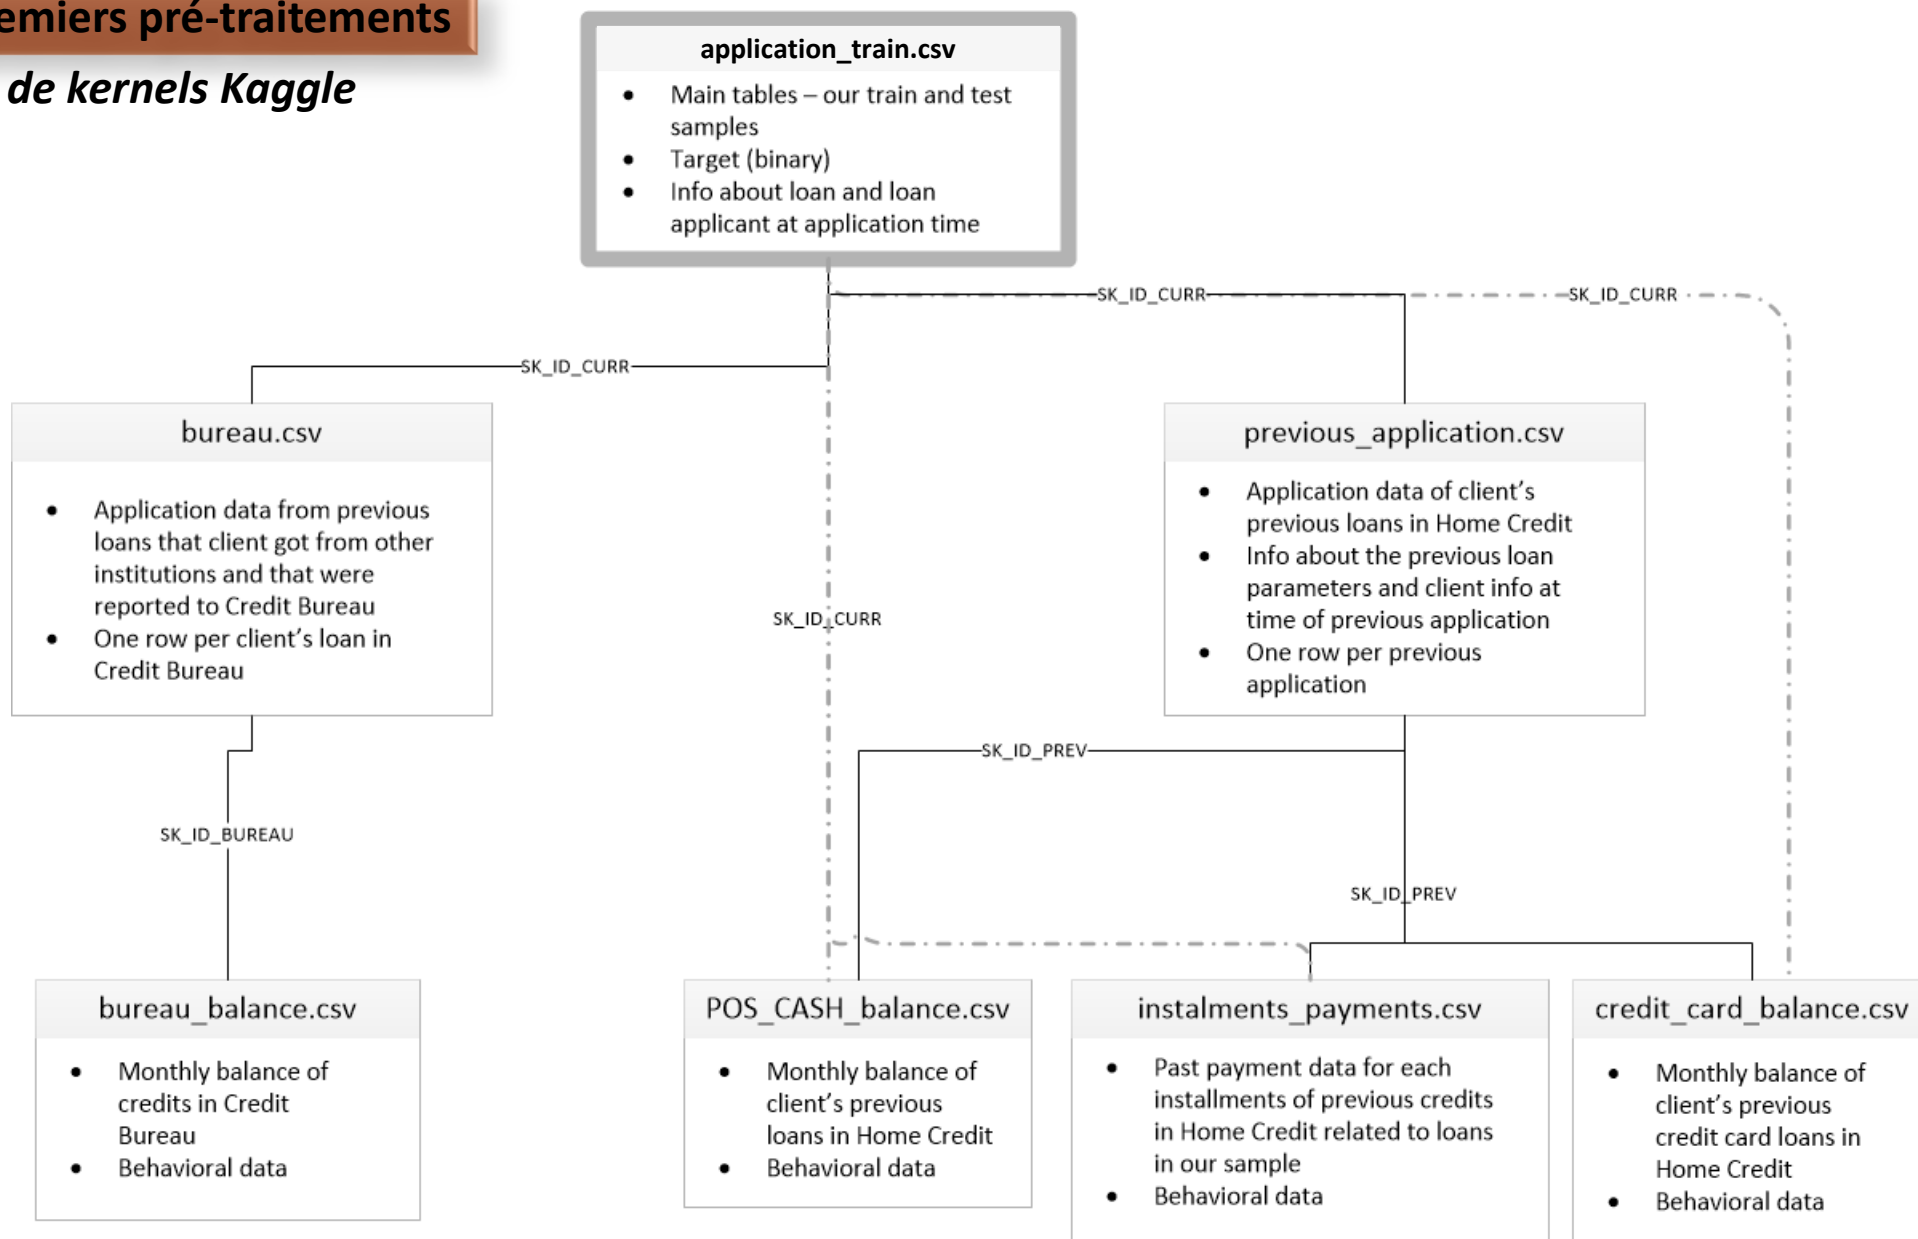 emiers pré-traitements
de kernels Kaggle
application_train.csv
• Main tables – our train and test
samples
• Target (binary)
• Info about loan and loan
applicant at application time
SK_ID_CURR
SK_ID_CURR
SK_ID_CURR
bureau.csv
• Application data from previous
loans that client got from other
institutions and that were
reported to Credit Bureau
• One row per client's loan in
Credit Bureau
previous_application.csv
• Application data of client's
previous loans in Home Credit
• Info about the previous loan
parameters and client info at
time of previous application
• One row per previous
application
SK_ID_CURR
SK_ID_PREV
SK_ID_BUREAU
SK_ID_PREV
bureau_balance.csv
• Monthly balance of
credits in Credit
Bureau
• Behavioral data
POS_CASH_balance.csv
• Monthly balance of
client's previous
loans in Home Credit
• Behavioral data
instalments_payments.csv
• Past payment data for each
installments of previous credits
in Home Credit related to loans
in our sample
• Behavioral data
credit_card_balance.csv
• Monthly balance of
client's previous
credit card loans in
Home Credit
• Behavioral data